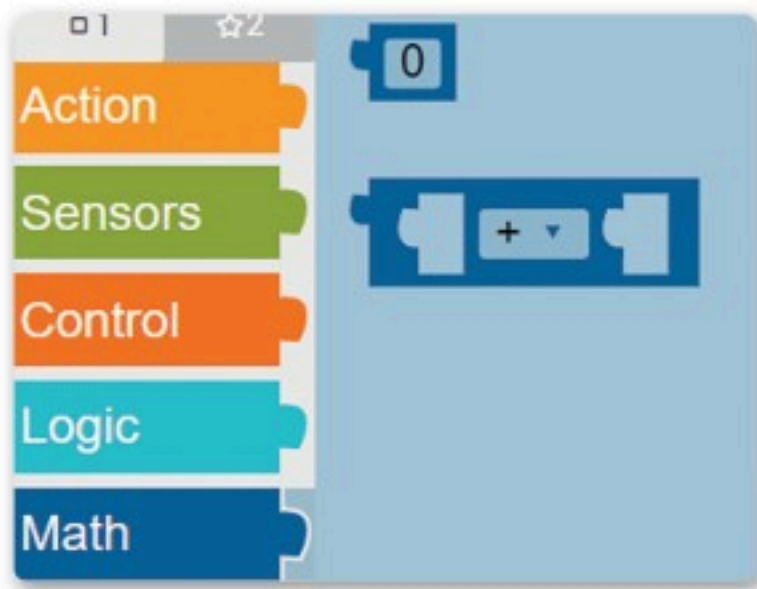 1
2
Action
Sensors
Control
Logic
Math
0
+